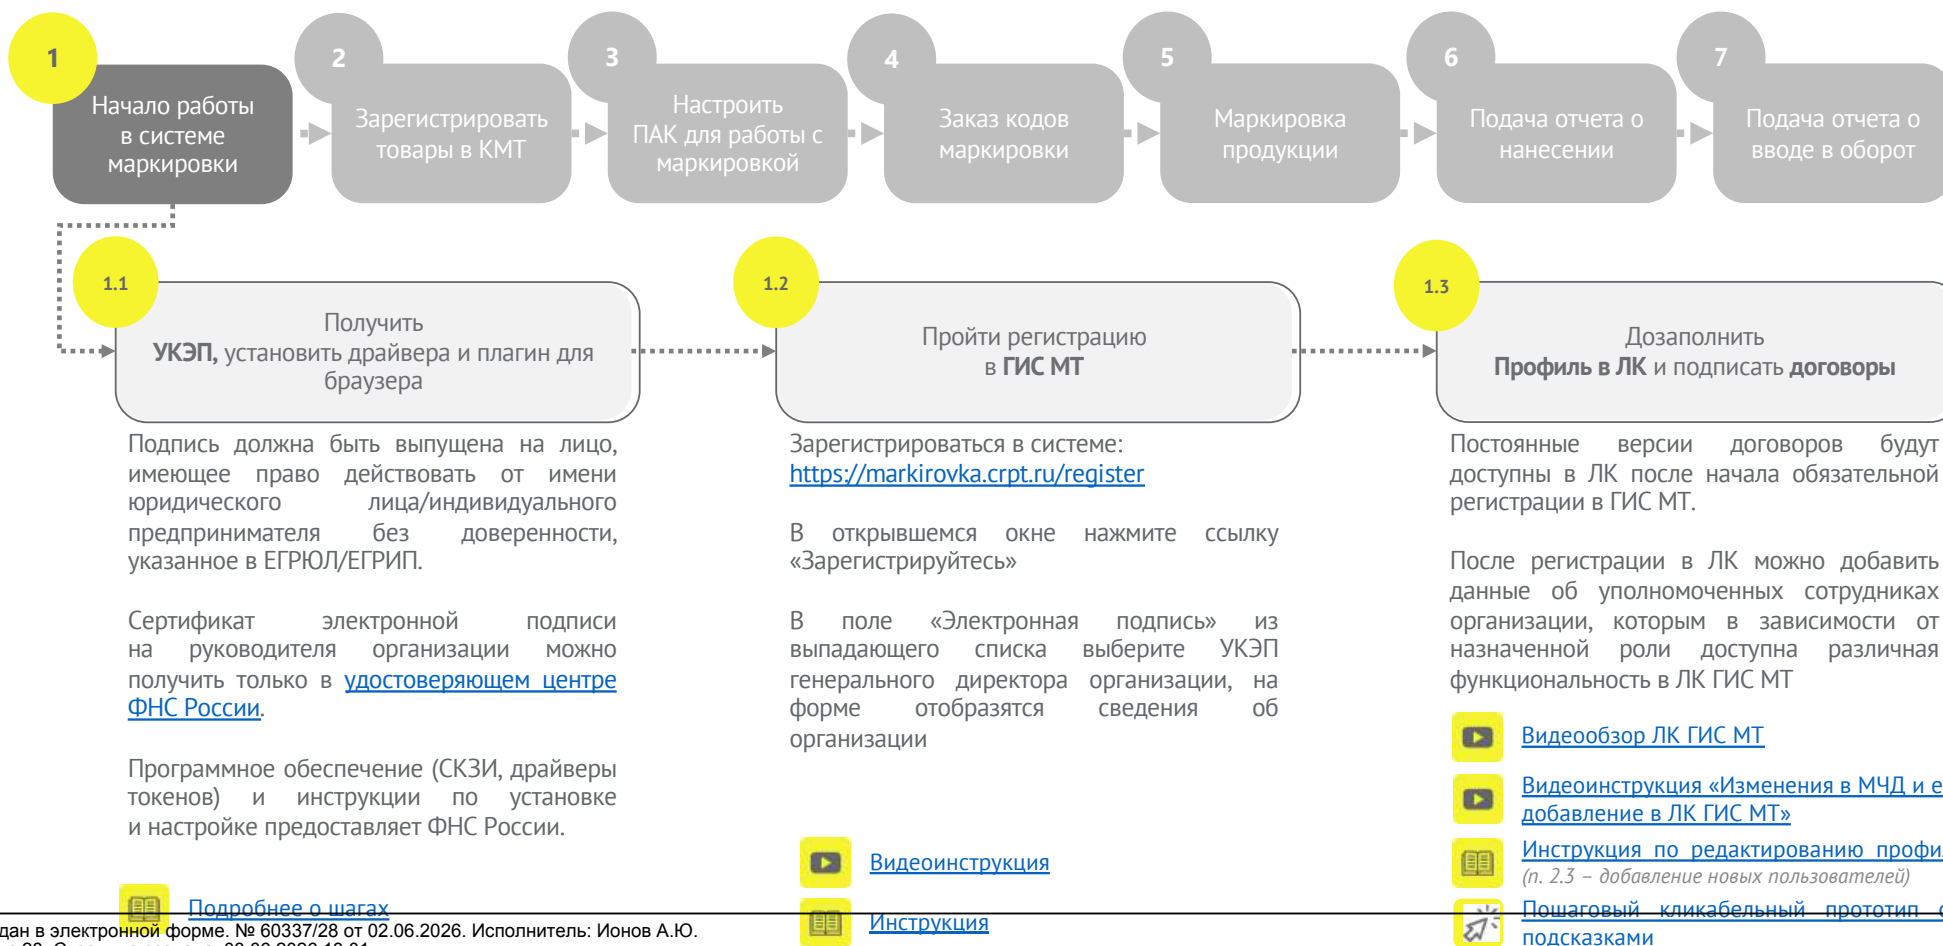 1
Начало работы
в системе
маркировки
2
Зарегистрировать
товары в КМТ
3
Настроить
ПАК для работы с
маркировкой
4
Заказ кодов
маркировки
5
Маркировка
продукции
6
Подача отчета о
нанесении
7
Подача отчета о
вводе в оборот
1.1
Получить
УКЭП, установить драйвера и плагин для
браузера
Подпись должна быть выпущена на лицо,
имеющее право действовать от имени
юридического лица/индивидуального
предпринимателя без доверенности,
указанное в ЕГРЮЛ/ЕГРИП.
Сертификат электронной подписи
на руководителя организации можно
получить только в удостоверяющем центре
ФНС России.
Программное обеспечение (СКЗИ, драйверы
токенов) и инструкции по установке
и настройке предоставляет ФНС России.
Подробнее о шагах
1.2
Пройти регистрацию
в ГИС МТ
Зарегистрироваться в системе:
https://markirovka.crpt.ru/register
В открывшемся окне нажмите ссылку
«Зарегистрируйтесь»
В поле «Электронная подпись» из
выпадающего списка выберите УКЭП
генерального директора организации, на
форме отобразятся сведения об
организации
Видеоинструкция
Инструкция
1.3
Дозаполнить
Профиль в ЛК и подписать договоры
Постоянные версии договоров будут
доступны в ЛК после начала обязательной
регистрации в ГИС МТ.
После регистрации в ЛК можно добавить
данные об уполномоченных сотрудниках
организации, которым в зависимости от
назначенной роли доступна различная
функциональность в ЛК ГИС МТ
Видеообзор ЛК ГИС МТ
Видеоинструкция «Изменения в МЧД и
добавление в ЛК ГИС МТ»
Инструкция по редактированию
(п. 2.3 – добавление новых пользователей)
Пошаговый кликабельный прототип
подсказками
в электронной форме. № 60337/28 от 02.06.2026. Исполнитель: Ионов А.Ю.